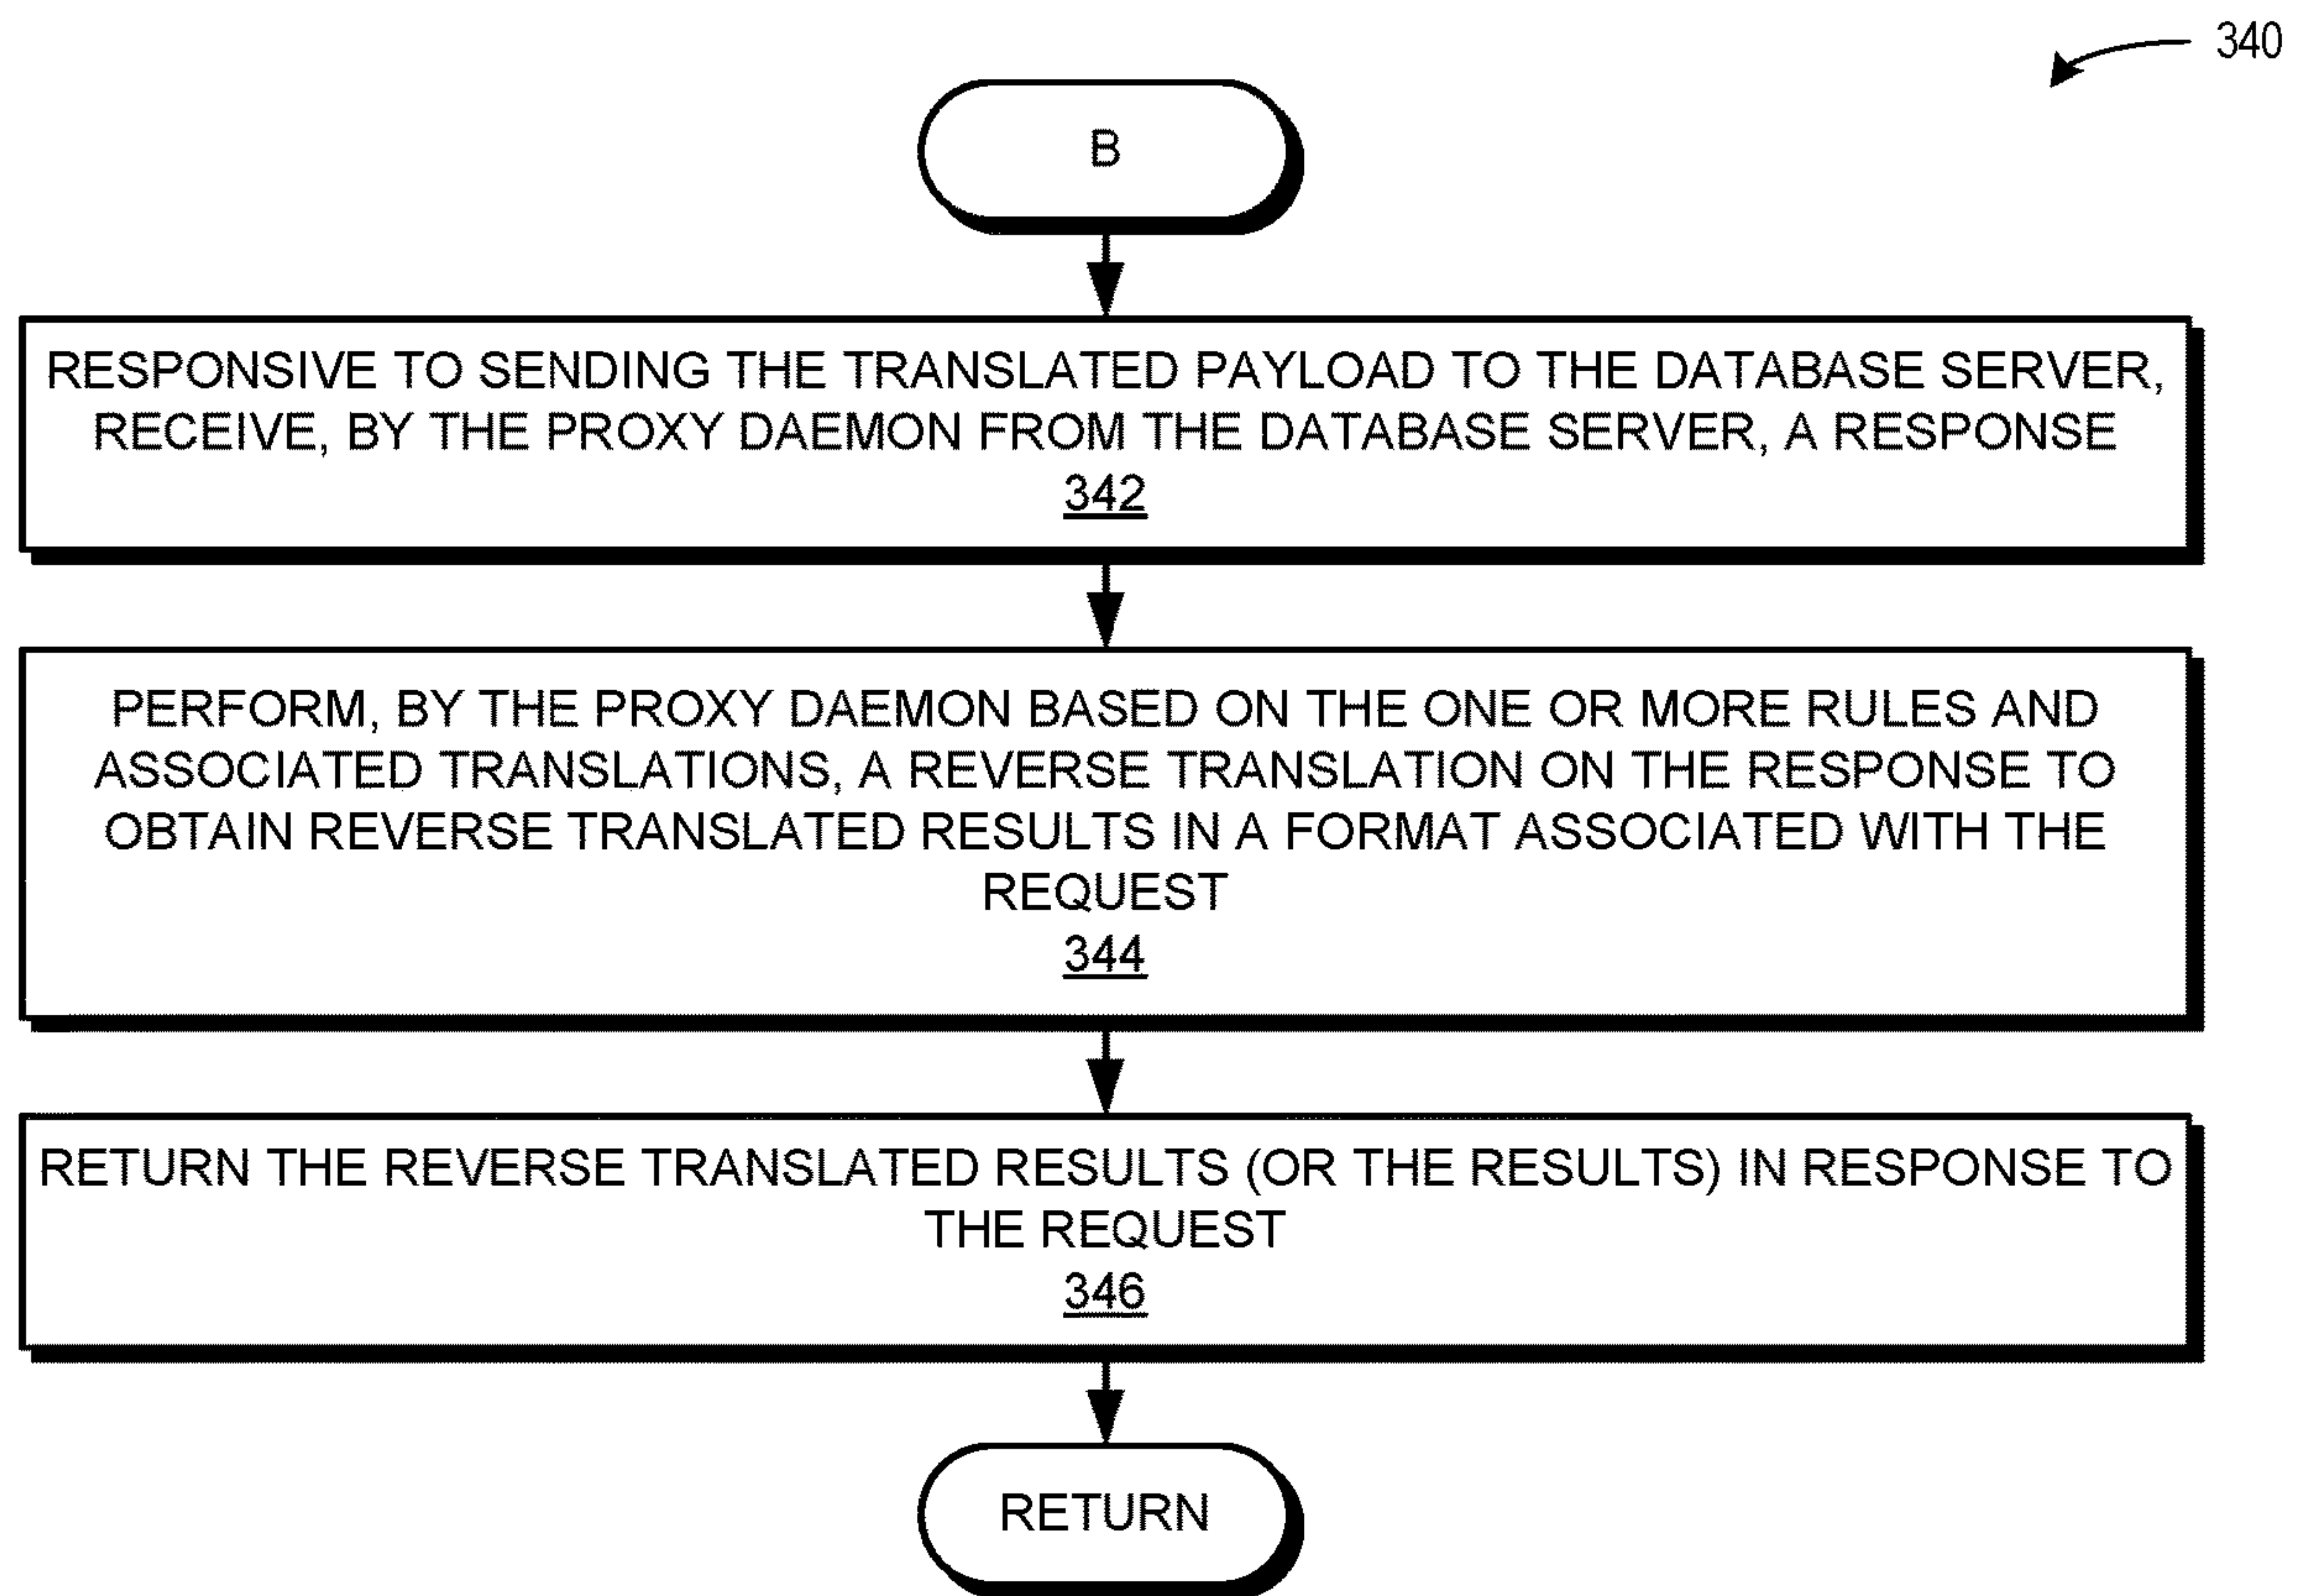 340
B
RESPONSIVE TO SENDING THE TRANSLATED PAYLOAD TO THE DATABASE SERVER,
RECEIVE, BY THE PROXY DAEMON FROM THE DATABASE SERVER, A RESPONSE
342
PERFORM, BY THE PROXY DAEMON BASED ON THE ONE OR MORE RULES AND
ASSOCIATED TRANSLATIONS, A REVERSE TRANSLATION ON THE RESPONSE TO
OBTAIN REVERSE TRANSLATED RESULTS IN A FORMAT ASSOCIATED WITH THE
REQUEST
344
RETURN THE REVERSE TRANSLATED RESULTS (OR THE RESULTS) IN RESPONSE TO
THE REQUEST
346
RETURN